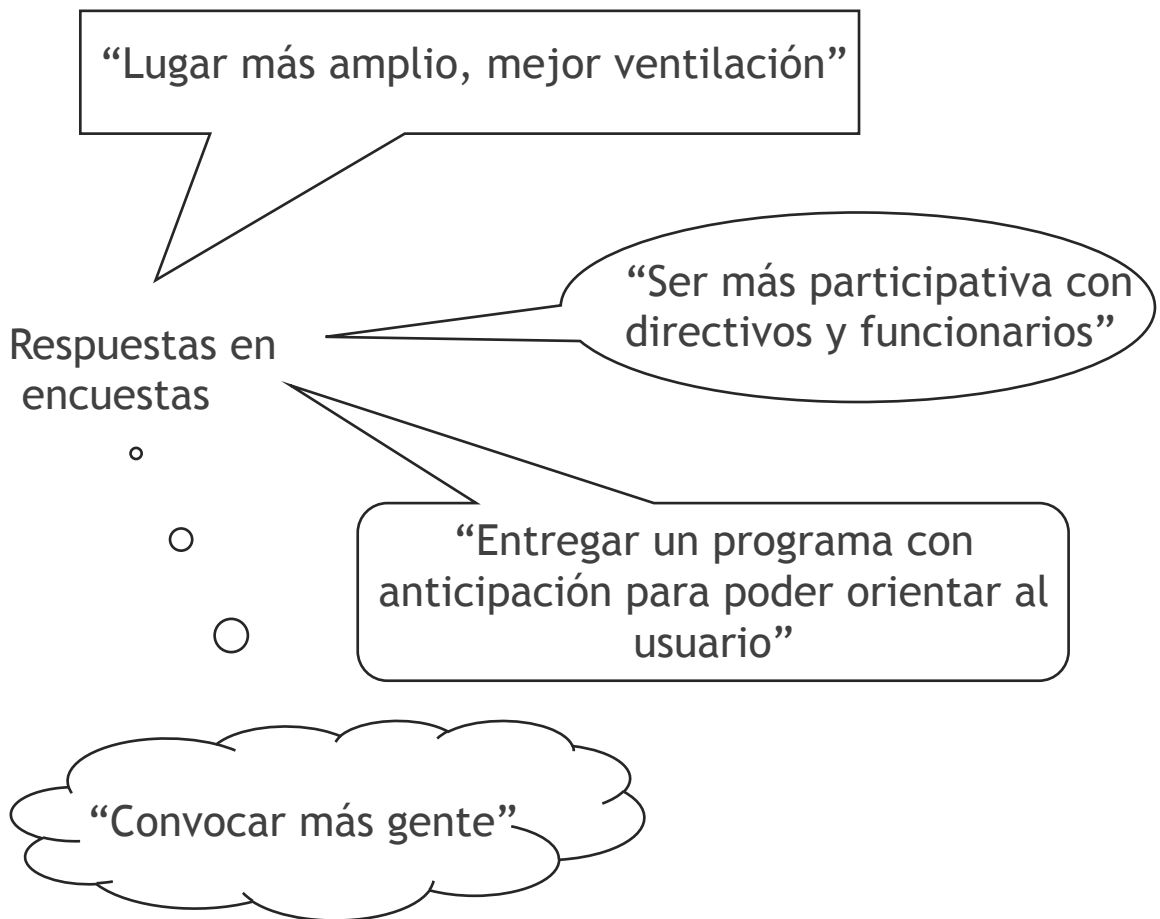 “Lugar más amplio, mejor ventilación”
“Ser más participativa con
directivos y funcionarios”
Respuestas en
encuestas
“Entregar un programa con
anticipación para poder orientar al
usuario”
“Convocar más gente”